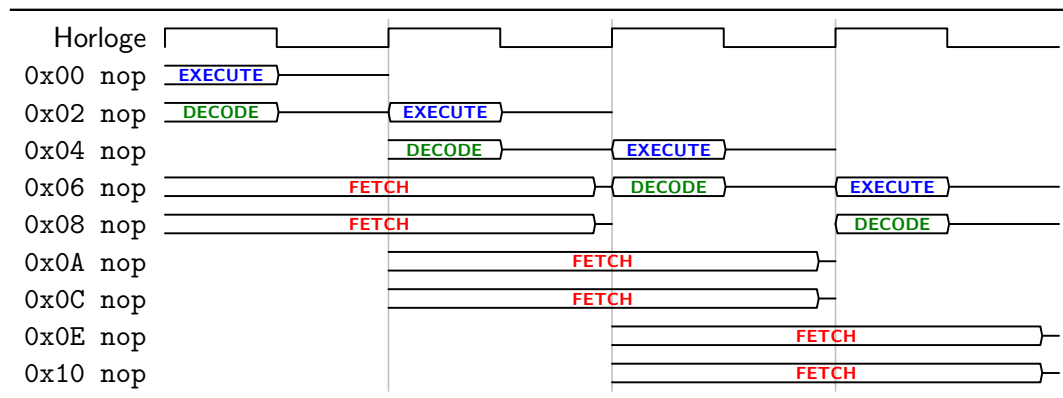 Horloge
0x00 nop EXECUTE
0x02 nop DECODE EXECUTE
0x04 nop DECODE EXECUTE
0x06 nop FETCH DECODE EXECUTE
0x08 nop FETCH DECODE
0x0A nop FETCH
0x0C nop FETCH
0x0E nop FETCH
0x10 nop FETCH